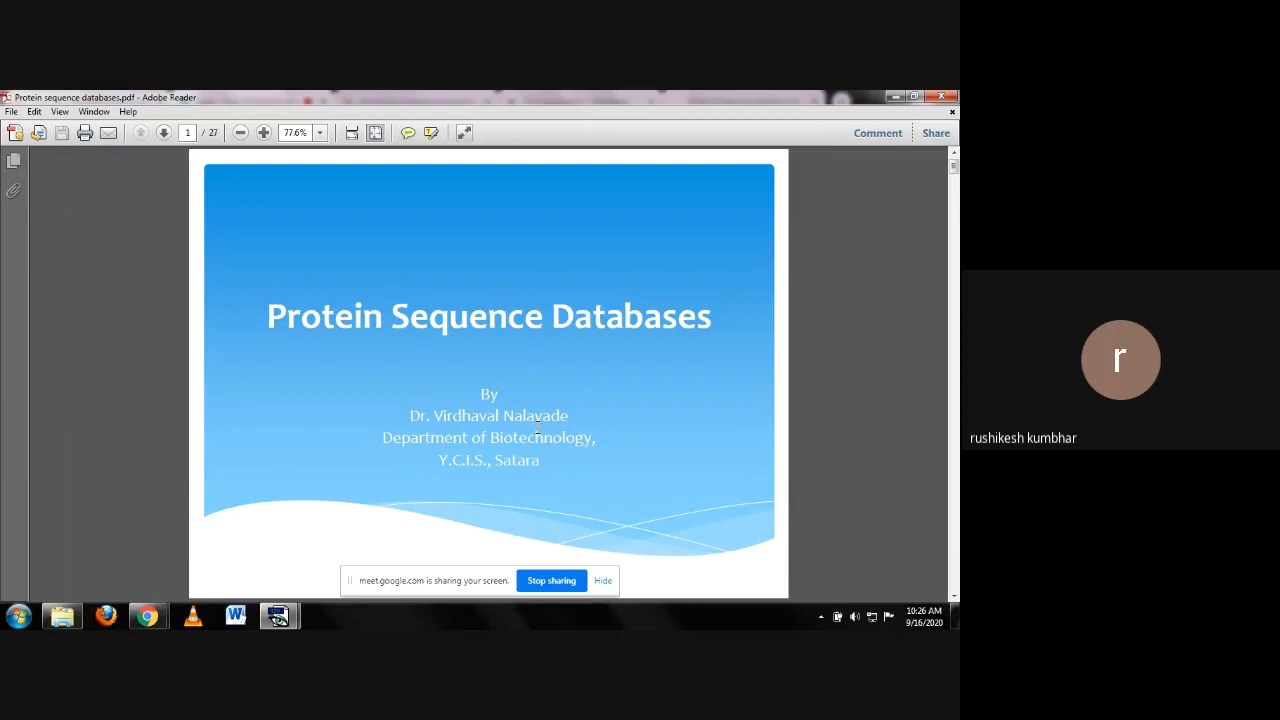 Protein sequence databases.pdf - Adobe Reader
File Edit View Window Help
1 / 27 77.6% Comment Share
Protein Sequence Databases
By
Dr. Virdhaval Nalavade
Department of Biotechnology,
Y.C.I.S., Satara
r
rushikesh kumbhar
meet.google.com is sharing your screen. Stop sharing Hide
W
10:26 AM
9/16/2020